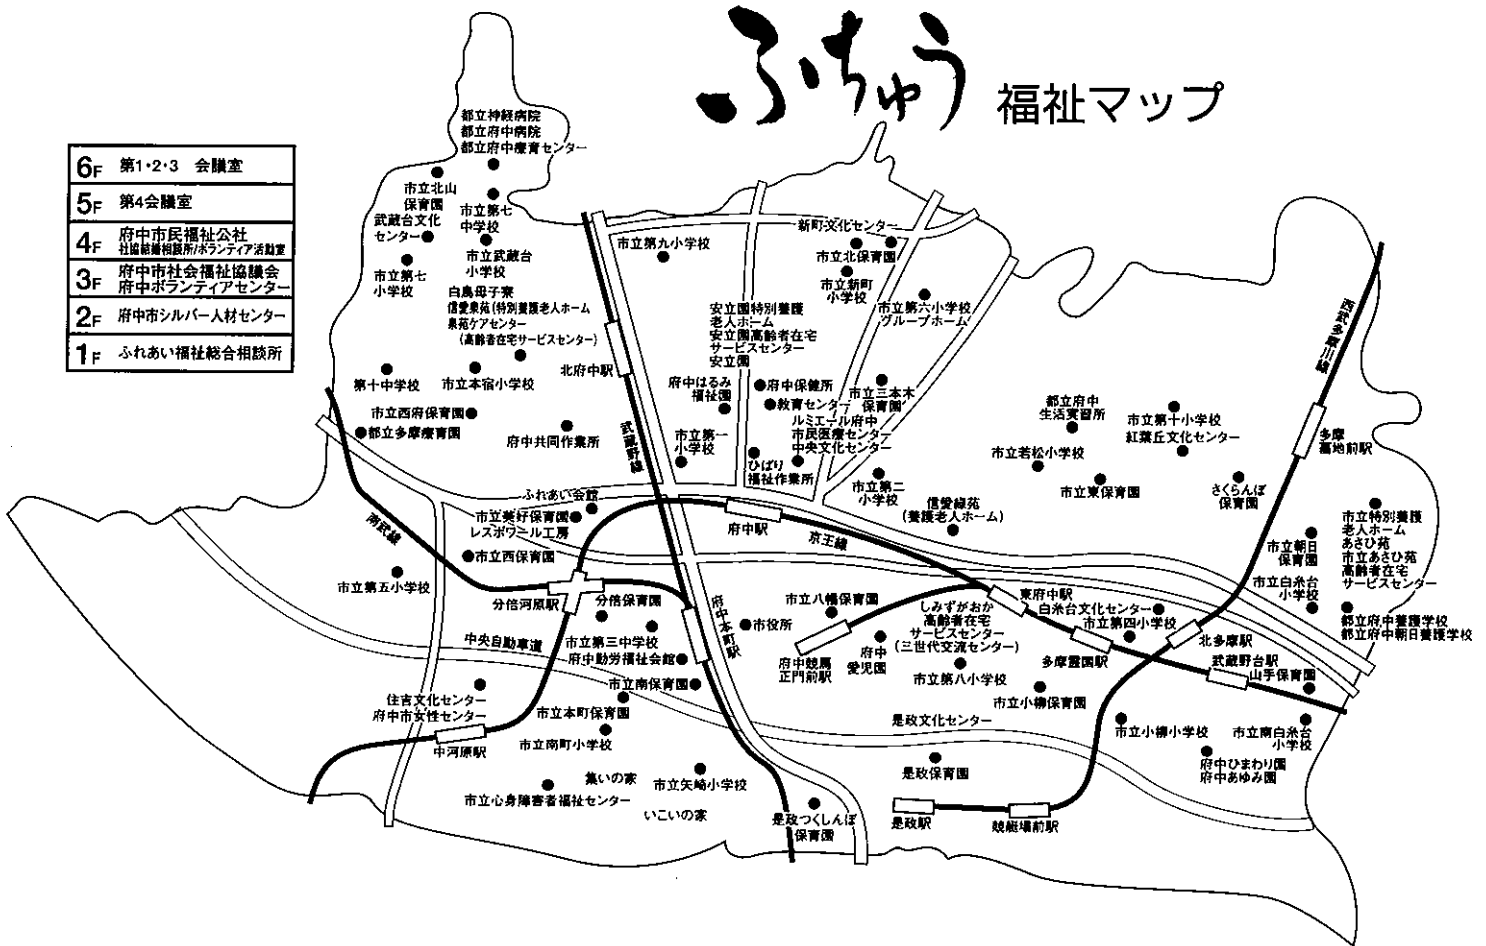 ふちゅう 福祉マップ
6F 第1・2・3 会議室
5F 第4会議室
4F 府中市民福祉公社
社協結婚相談所/ボランティア活動室
3F 府中市社会福祉協議会
府中ボランティアセンター
2F 府中市シルバー人材センター
1F ふれあい福祉総合相談所
都立神経病院
都立府中病院
都立府中療育センター
市立北山
保育園
市立第七
中学校
武蔵台文化
センター
市立武蔵台
小学校
市立第七
小学校
白鳥母子寮
信愛泉苑(特別養護老人ホーム
泉苑ケアセンター
(高齢者在宅サービスセンター)
第十中学校
市立本宿小学校
北府中駅
市立西府保育園
都立多摩療育園
府中共同作業所
武蔵野線
市立第九小学校
新町文化センター
市立北保育園
市立新町
小学校
市立第六小学校
グループホーム
安立園特別養護
老人ホーム
安立園高齢者在宅
サービスセンター
安立園
府中はるみ
福祉園
府中保健所
教育センター
ルミエール府中
市民医療センター
中央文化センター
市立三本木
保育園
市立第一
小学校
ひばり
福祉作業所
市立第二
小学校
西武多摩川線
都立府中
生活実習所
市立第十小学校
紅葉丘文化センター
多摩
墓地前駅
市立若松小学校
市立東保育園
さくらんぼ
保育園
信愛緑苑
(養護老人ホーム)
市立特別養護
老人ホーム
あさひ苑
市立あさひ苑
高齢者在宅
サービスセンター
市立朝日
保育園
市立白糸台
小学校
都立府中養護学校
都立府中朝日養護学校
ふれあい会館
市立美好保育園
レスポワール工房
南武線
市立西保育園
市立第五小学校
府中駅
京王線
分倍河原駅
分倍保育園
市立第三中学校
府中勤労福祉会館
府中本町駅
市役所
市立八幡保育園
府中競馬
正門前駅
府中
愛児園
しみずがおか
高齢者在宅
サービスセンター
(三世代交流センター)
市立第八小学校
東府中駅
白糸台文化センター
市立第四小学校
多摩霊園駅
北多摩駅
武蔵野台駅
山手保育園
中央自動車道
住吉文化センター
府中市女性センター
中河原駅
市立南保育園
市立本町保育園
市立南町小学校
集いの家
市立矢崎小学校
市立心身障害者福祉センター
いこいの家
是政つくしんぼ
保育園
市立小柳保育園
是政文化センター
是政保育園
是政駅
競艇場前駅
市立小柳小学校
市立南白糸台
小学校
府中ひまわり園
府中あゆみ園